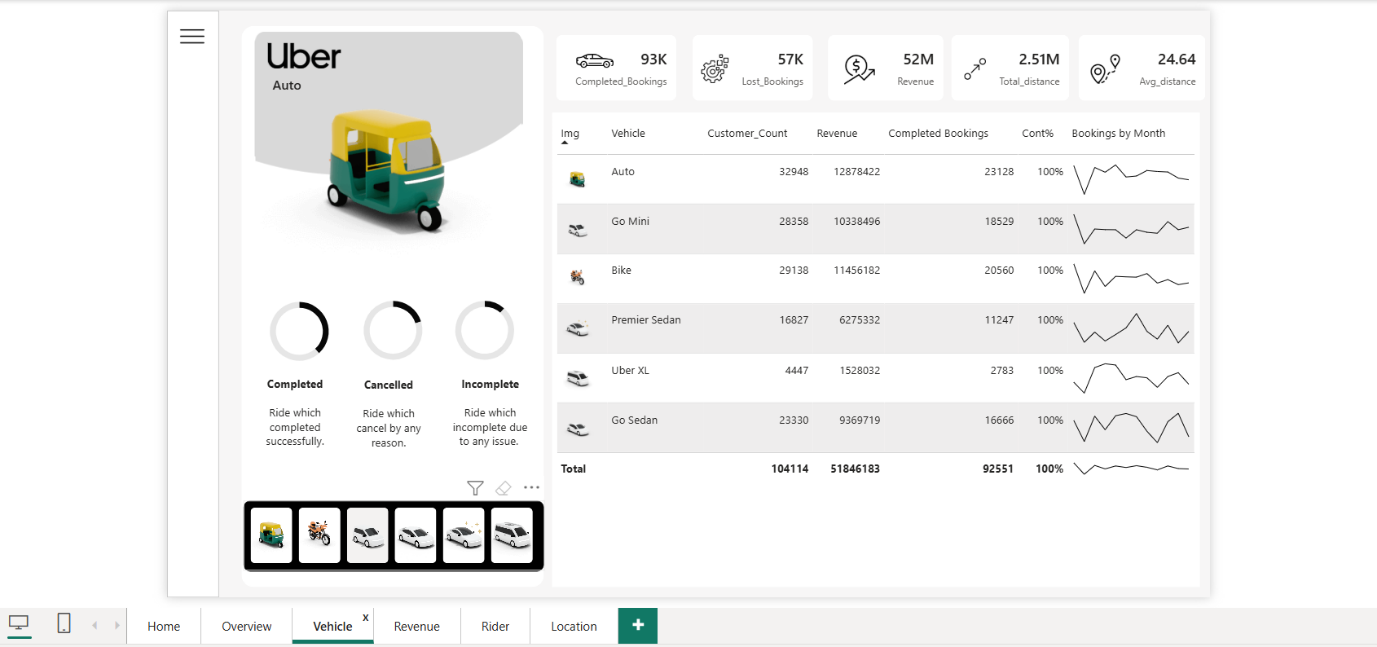 Uber
Auto
93K
Completed_Bookings
57K
Lost_Bookings
52M
Revenue
2.51M
Total_distance
24.64
Avg_distance
Img Vehicle Customer_Count Revenue Completed Bookings Cont% Bookings by Month
Auto 32948 12878422 23128 100%
Go Mini 28358 10338496 18529 100%
Bike 29138 11456182 20560 100%
Premier Sedan 16827 6275332 11247 100%
Uber XL 4447 1528032 2783 100%
Go Sedan 23330 9369719 16666 100%
Total 104114 51846183 92551 100%
Completed
Ride which
completed
successfully.
Cancelled
Ride which
cancel by any
reason.
Incomplete
Ride which
incomplete due
to any issue.
Home Overview Vehicle x Revenue Rider Location +